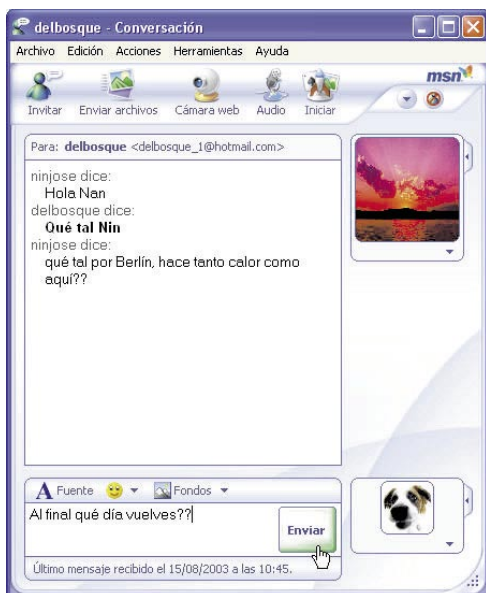 delbosque - Conversación
Archivo Edición Acciones Herramientas Ayuda
msn
Invitar Enviar archivos Cámara web Audio Iniciar
Para: delbosque <delbosque_1@hotmail.com>
ninjose dice:
Hola Nan
delbosque dice:
Qué tal Nin
ninjose dice:
qué tal por Berlín, hace tanto calor como
aquí??
A Fuente Fondos
Al final qué día vuelves??
Enviar
Último mensaje recibido el 15/08/2003 a las 10:45.